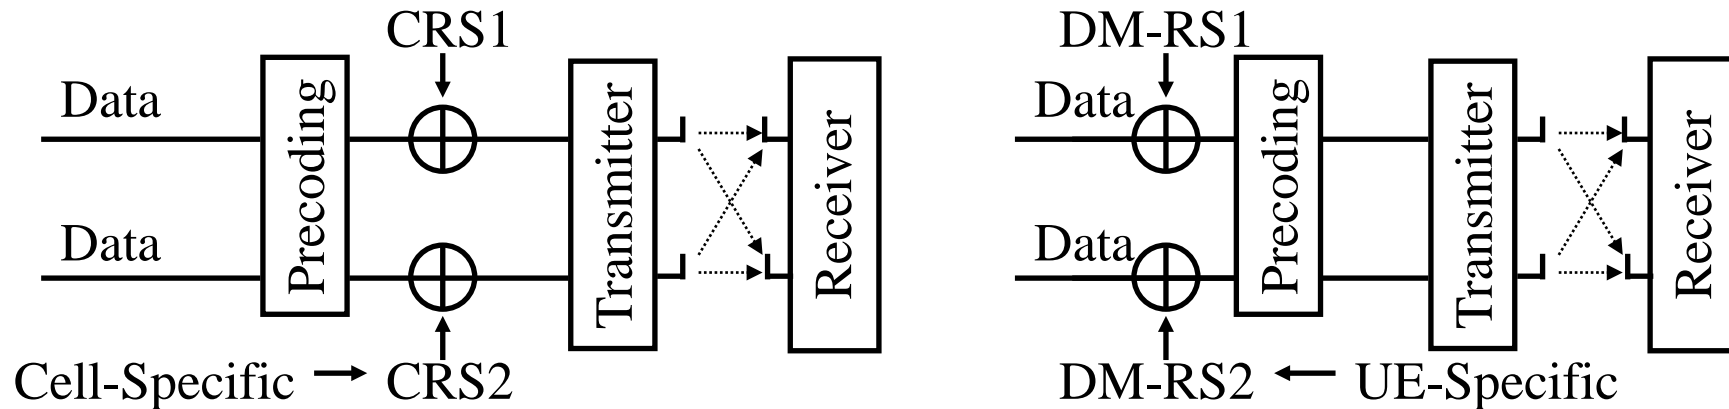 CRS1
Data
Data
Precoding
Transmitter
Receiver
Cell-Specific
CRS2
DM-RS1
Data
Data
Precoding
Transmitter
Receiver
DM-RS2
UE-Specific